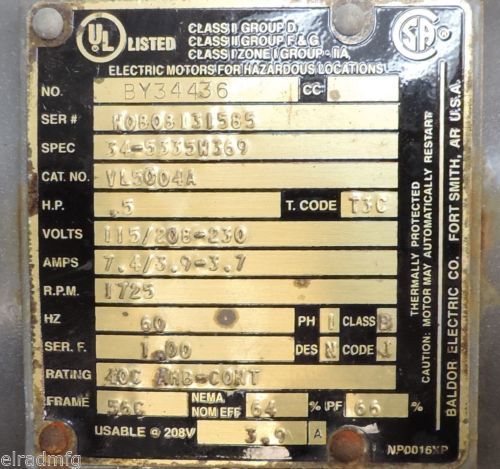 UL LISTED
CLASS I GROUP D
CLASS II GROUP F & G
CLASS I ZONE I GROUP - IIA
SA
ELECTRIC MOTORS FOR HAZARDOUS LOCATIONS
NO. BY34436 CC
SER # W0808131585
SPEC 34-5335W369
CAT. NO. VL5004A
H.P. .5 T. CODE T3C
VOLTS 115/208-230
AMPS 7.4/3.9-3.7
R.P.M. 1725
HZ 60 PH 1 CLASS B
SER. F. 1.00 DES N CODE J
RATING 40C AMB-CONT
FRAME 56C NEMA NOM EFF 64 % PF 66 %
USABLE @ 208V 3.9 A
NP0016XP
THERMALLY PROTECTED
CAUTION: MOTOR MAY AUTOMATICALLY RESTART
BALDOR ELECTRIC CO. FORT SMITH, AR U.S.A.
© elradmfg
elradmfg